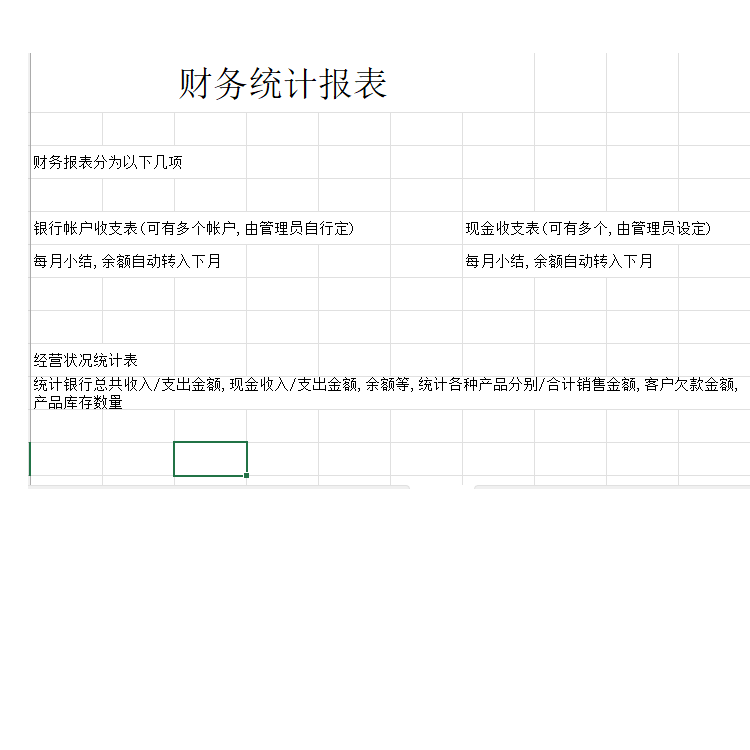 财务统计报表
财务报表分为以下几项
银行帐户收支表(可有多个帐户,由管理员自行定)
现金收支表(可有多个,由管理员设定)
每月小结,余额自动转入下月
每月小结,余额自动转入下月
经营状况统计表
统计银行总共收入/支出金额,现金收入/支出金额,余额等,统计各种产品分别/合计销售金额,客户欠款金额,
产品库存数量